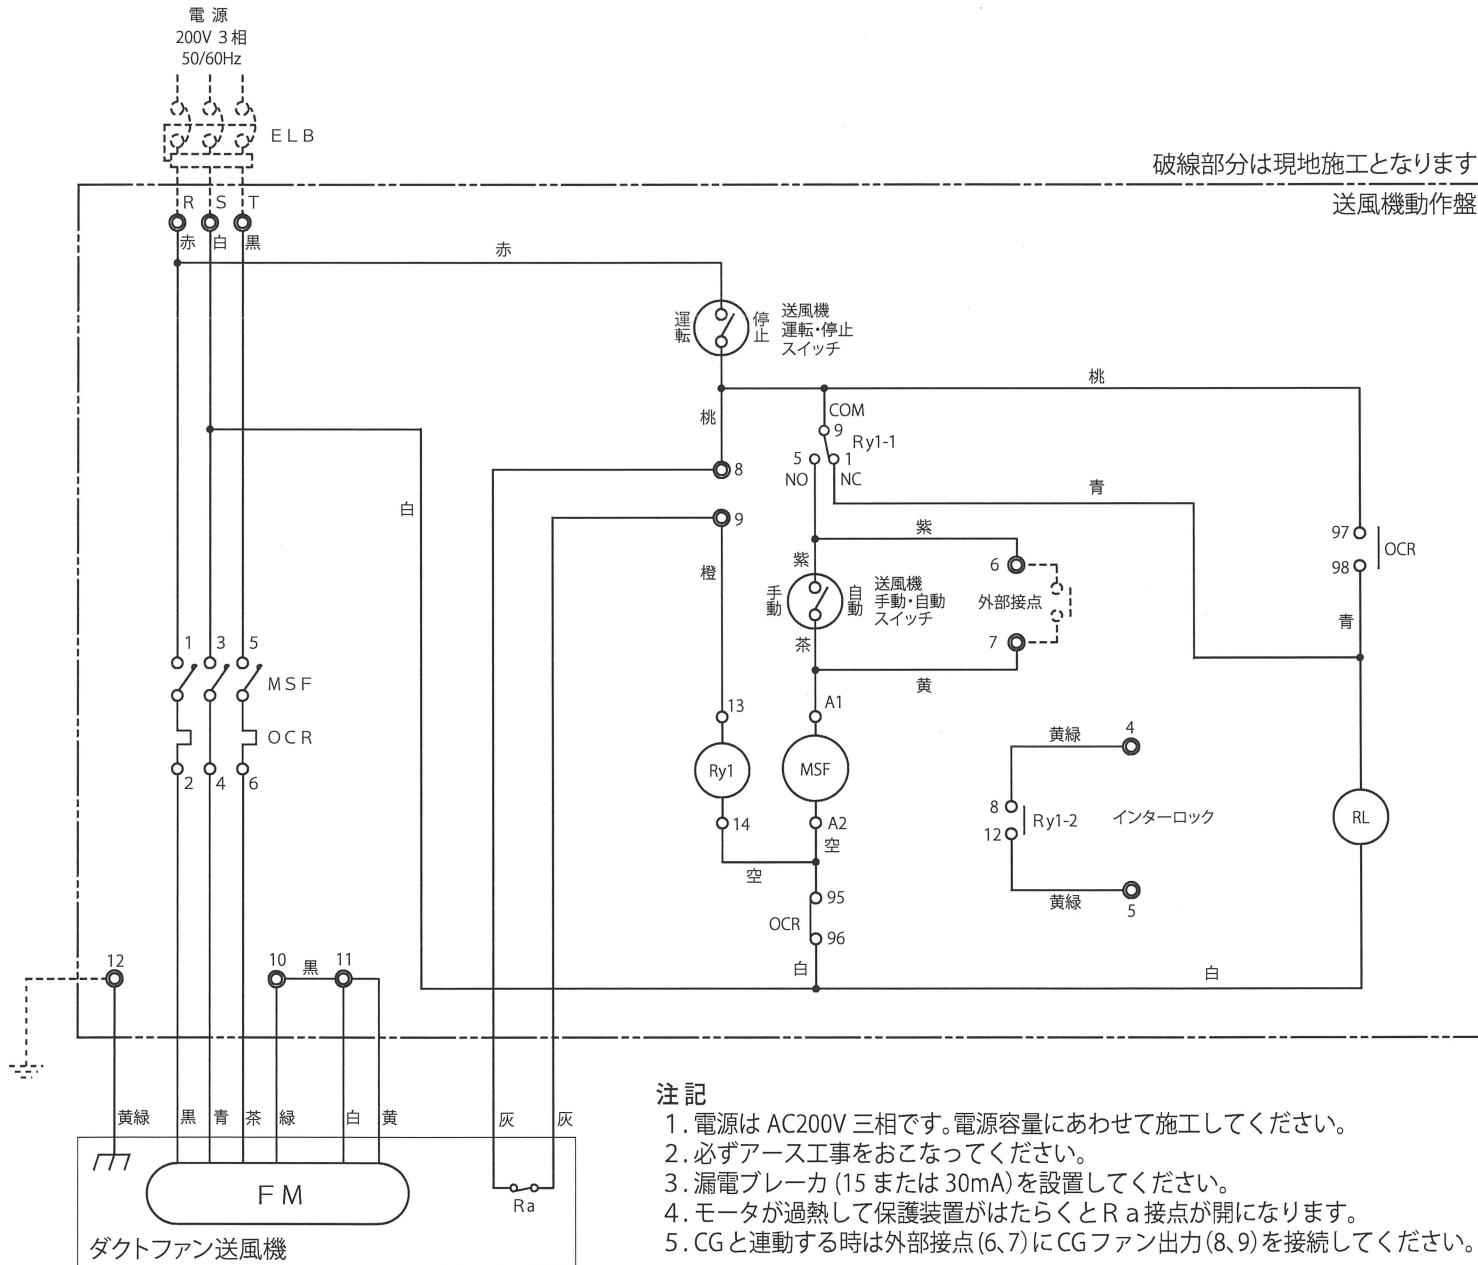 電 源
200V 3相
50/60Hz
ELB
破線部分は現地施工となります
送風機動作盤
R
S
T
赤
白
黒
赤
運転
停止
送風機
運転・停止
スイッチ
桃
桃
COM
9
Ry1-1
5
1
NO
NC
8
青
白
9
紫
97
98
OCR
橙
紫
6
手動
自動
送風機
手動・自動
スイッチ
外部接点
青
茶
7
黄
1
3
5
MSF
OCR
2
4
6
13
A1
Ry1
MSF
14
A2
空
空
黄緑
4
8
12
Ry1-2
インターロック
RL
黄緑
5
95
OCR
96
白
白
12
10
黒
11
黄緑
黒
青
茶
緑
白
黄
灰
灰
FM
Ra
ダクトファン送風機
注 記
1. 電源は AC200V 三相です。電源容量にあわせて施工してください。
2. 必ずアース工事をおこなってください。
3. 漏電ブレーカ (15 または 30mA)を設置してください。
4. モータが過熱して保護装置がはたらくとRa接点が開になります。
5. CGと連動する時は外部接点(6、7)にCGファン出力(8、9)を接続してください。